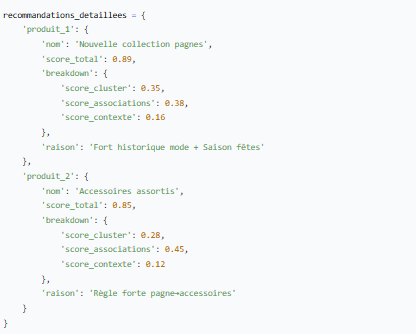 recommandations_detaillees = {
    'produit_1': {
        'nom': 'Nouvelle collection pagnes',
        'score_total': 0.89,
        'breakdown': {
            'score_cluster': 0.35,
            'score_associations': 0.38,
            'score_contexte': 0.16
        },
        'raison': 'Fort historique mode + Saison fêtes'
    },
    'produit_2': {
        'nom': 'Accessoires assortis',
        'score_total': 0.85,
        'breakdown': {
            'score_cluster': 0.28,
            'score_associations': 0.45,
            'score_contexte': 0.12
        },
        'raison': 'Règle forte pagne→accessoires'
    }
}